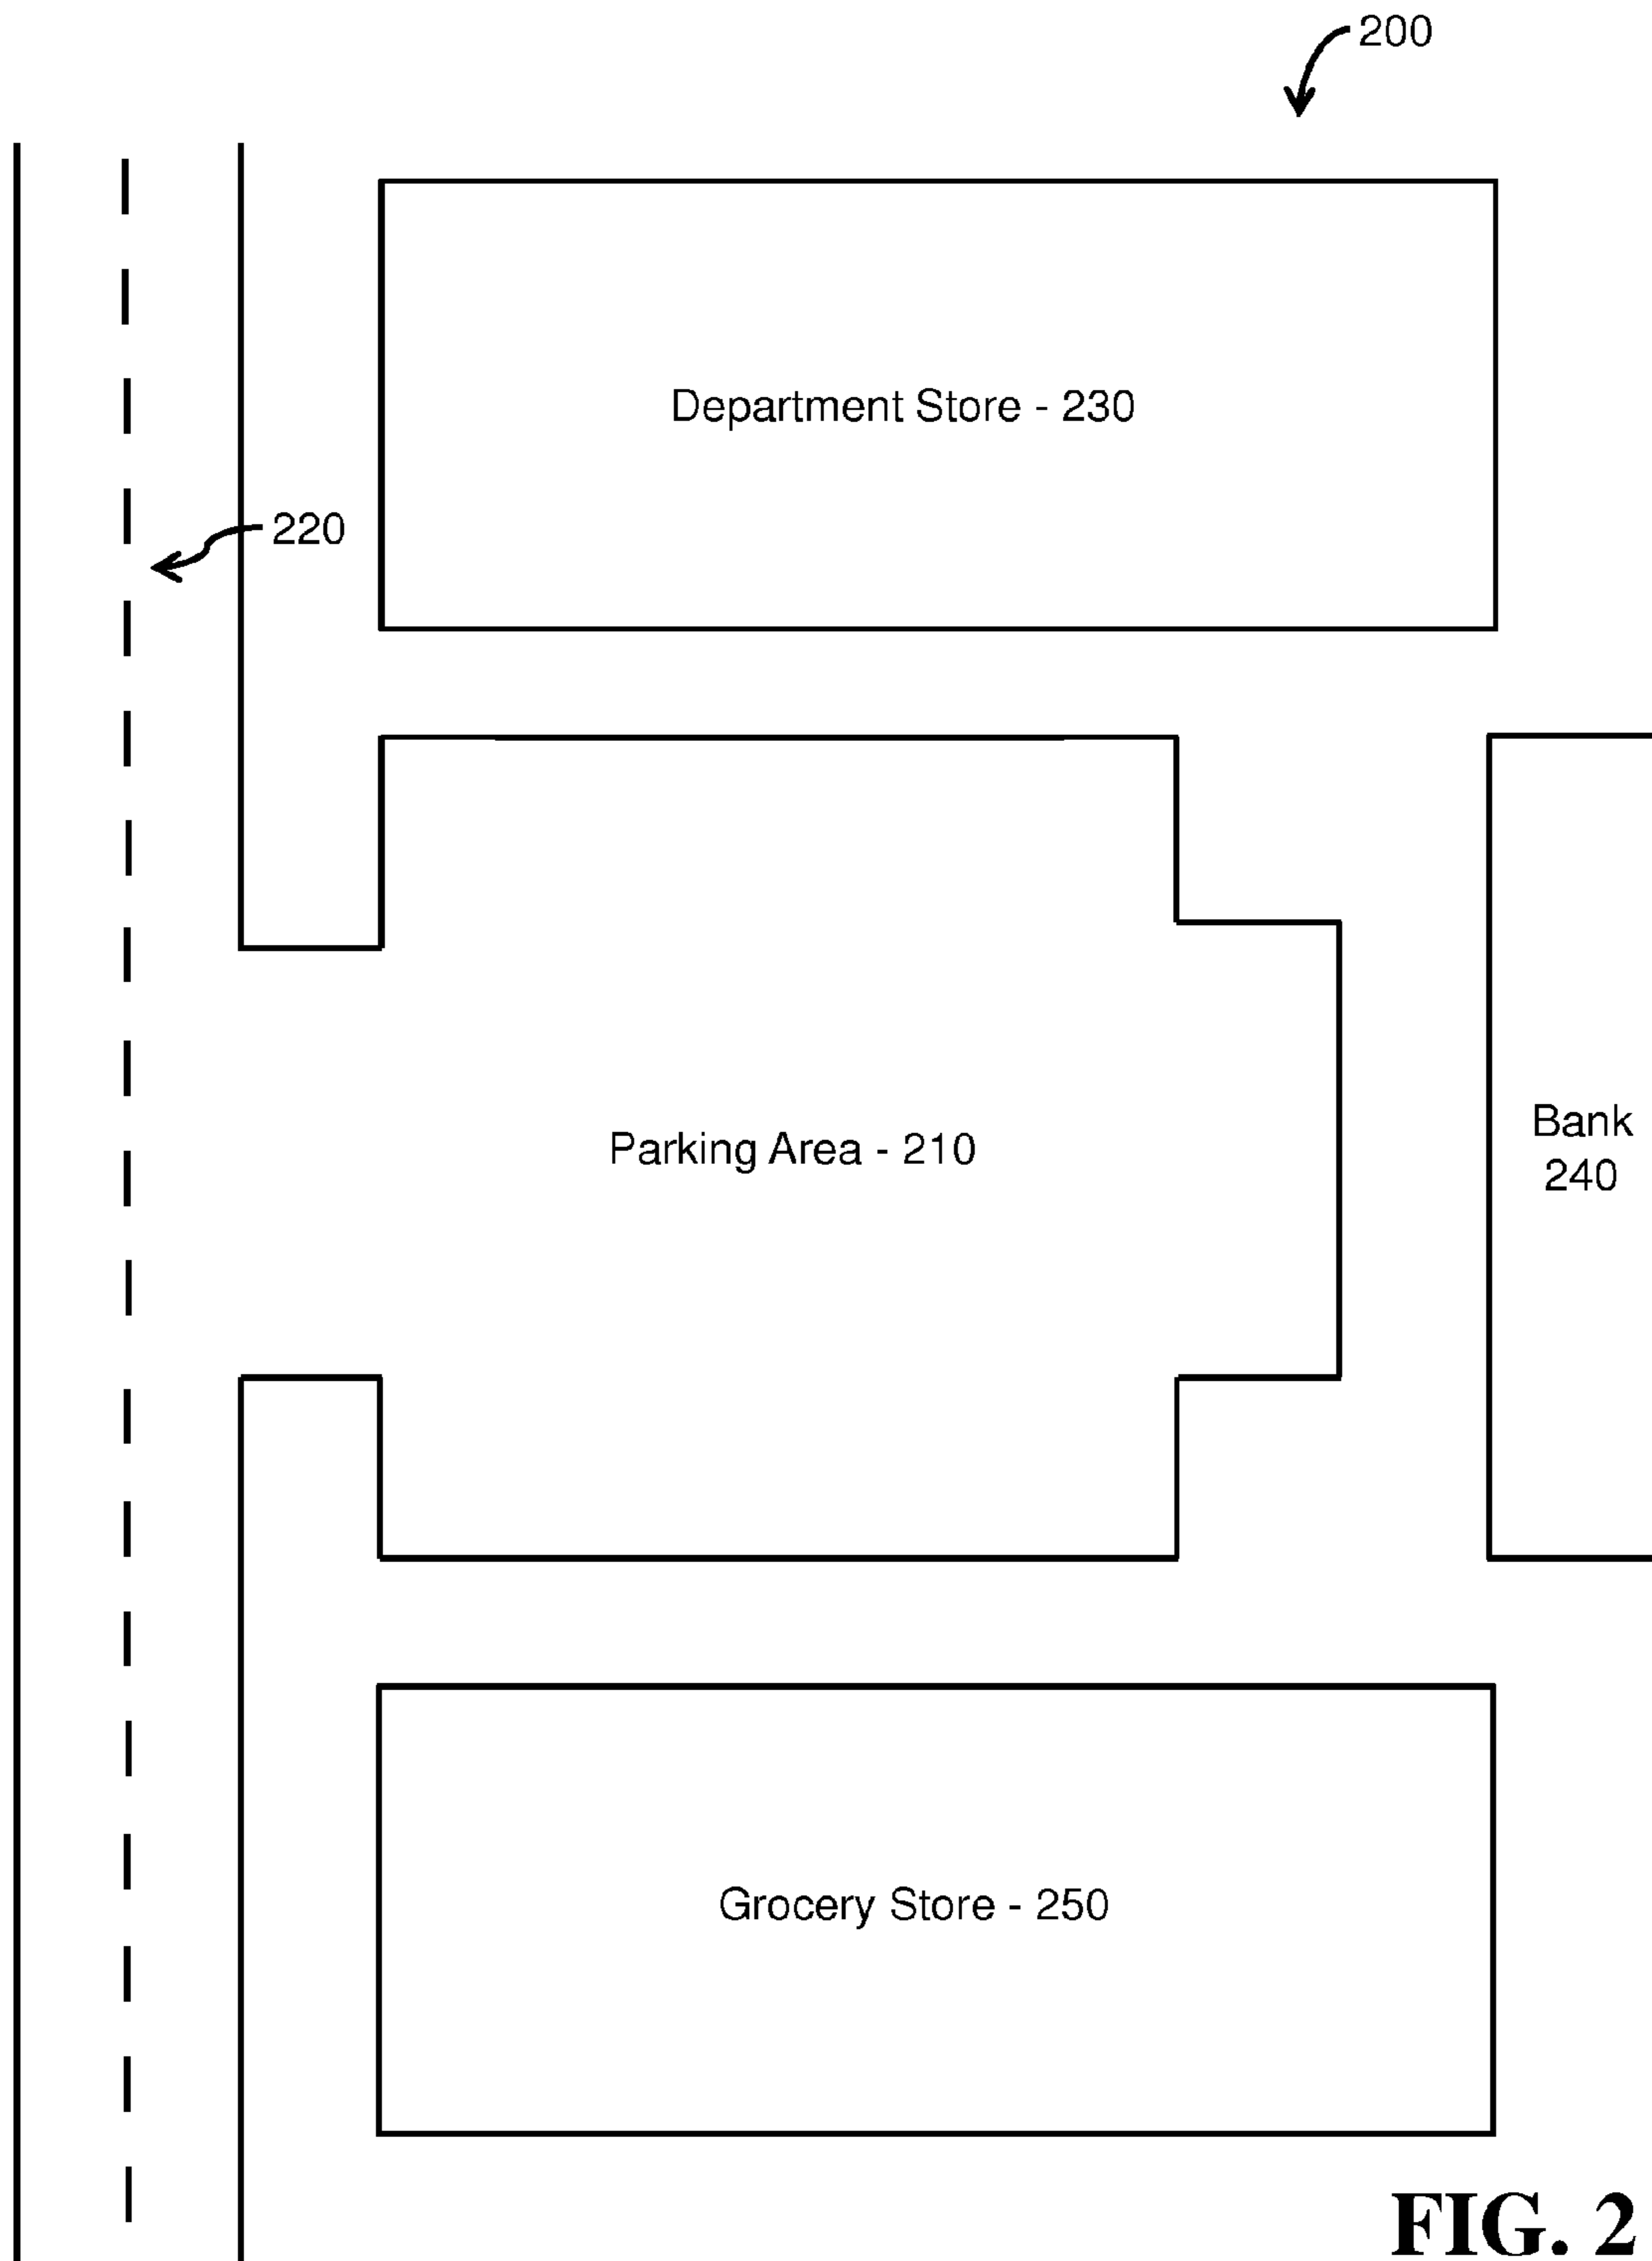 200
Department Store - 230
220
Parking Area - 210
Bank
240
Grocery Store - 250
FIG. 2